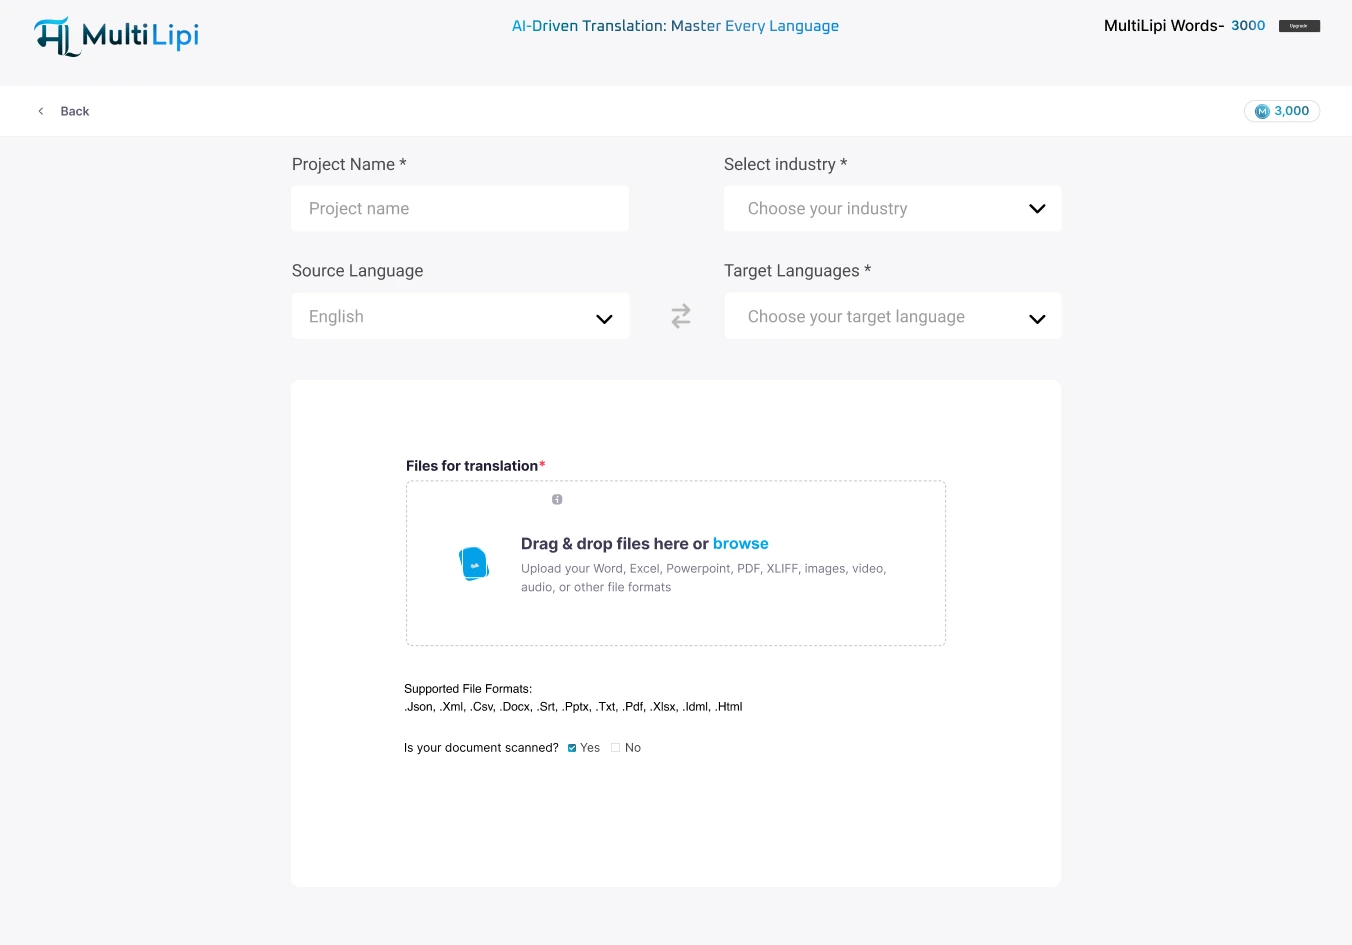 MultiLipi
AI-Driven Translation: Master Every Language
MultiLipi Words- 3000
Upgrade
Back
3,000
Project Name *
Select industry *
Project name
Choose your industry
Source Language
Target Languages *
English
Choose your target language
Files for translation*
Drag & drop files here or browse
Upload your Word, Excel, Powerpoint, PDF, XLIFF, images, video,
audio, or other file formats
Supported File Formats:
.Json, .Xml, .Csv, .Docx, .Srt, .Pptx, .Txt, .Pdf, .Xlsx, .Idml, .Html
Is your document scanned? Yes No